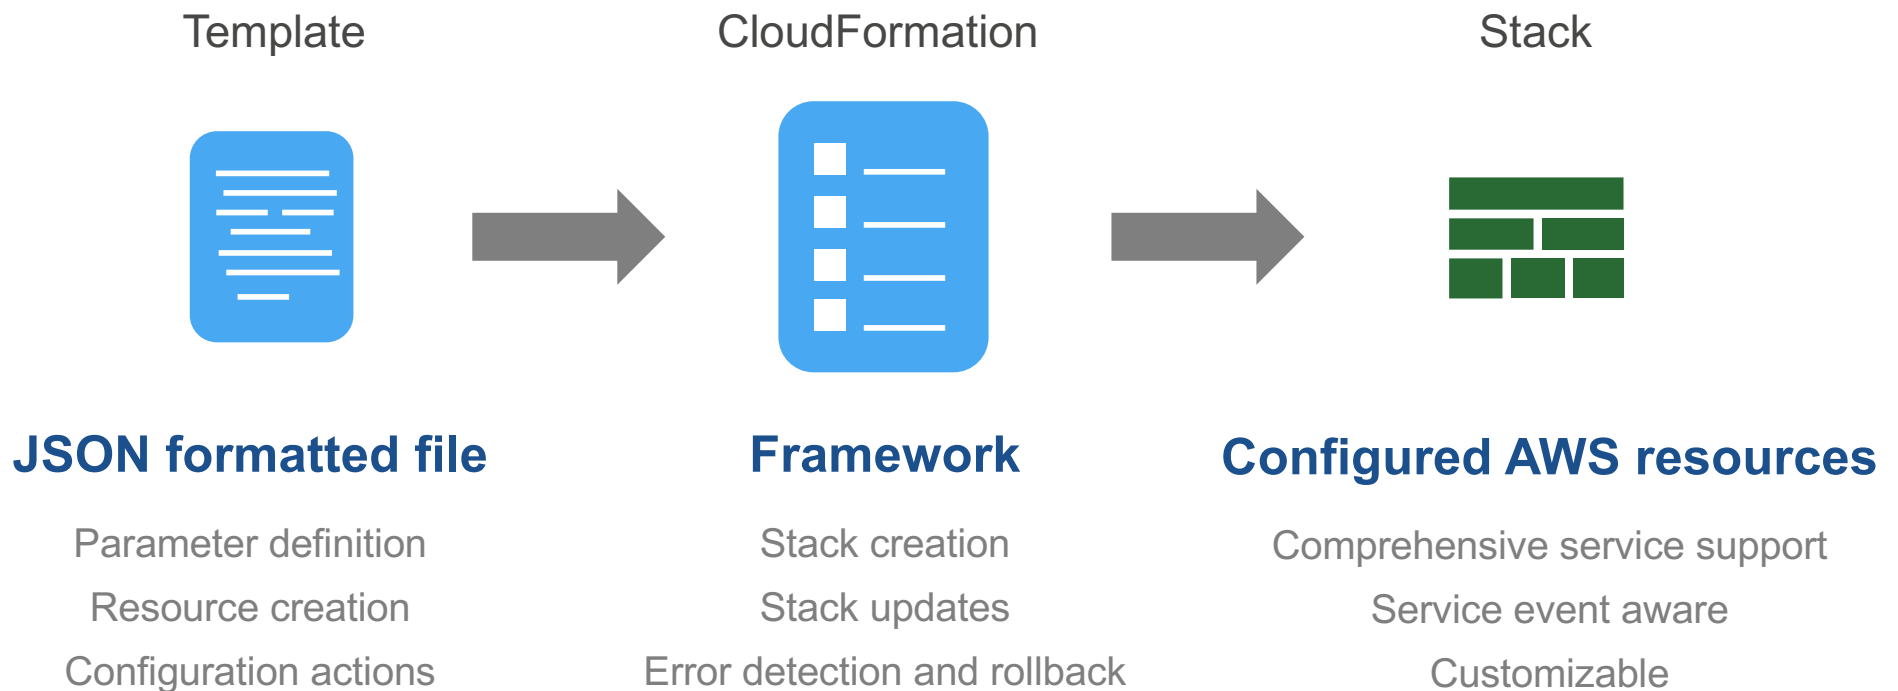 Template
CloudFormation
Stack
JSON formatted file
Framework
Configured AWS resources
Parameter definition
Stack creation
Comprehensive service support
Resource creation
Stack updates
Service event aware
Configuration actions
Error detection and rollback
Customizable